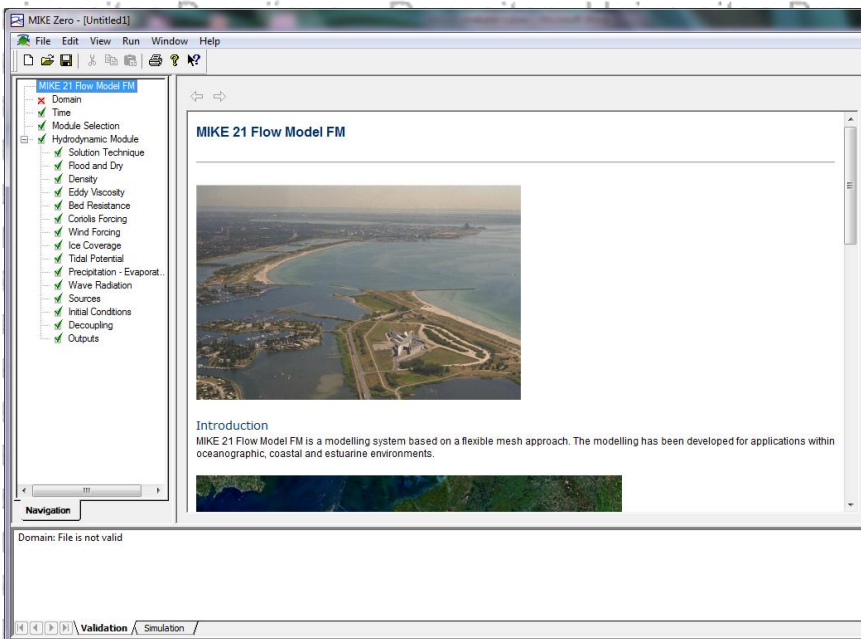 MIKE Zero - [Untitled1]
File Edit View Run Window Help
MIKE 21 Flow Model FM
Domain
Time
Module Selection
Hydrodynamic Module
Solution Technique
Flood and Dry
Density
Eddy Viscosity
Bed Resistance
Coriolis Forcing
Wind Forcing
Ice Coverage
Tidal Potential
Precipitation - Evaporat..
Wave Radiation
Sources
Initial Conditions
Decoupling
Outputs
Navigation
MIKE 21 Flow Model FM
Introduction
MIKE 21 Flow Model FM is a modelling system based on a flexible mesh approach. The modelling has been developed for applications within
oceanographic, coastal and estuarine environments.
Domain: File is not valid
Validation Simulation